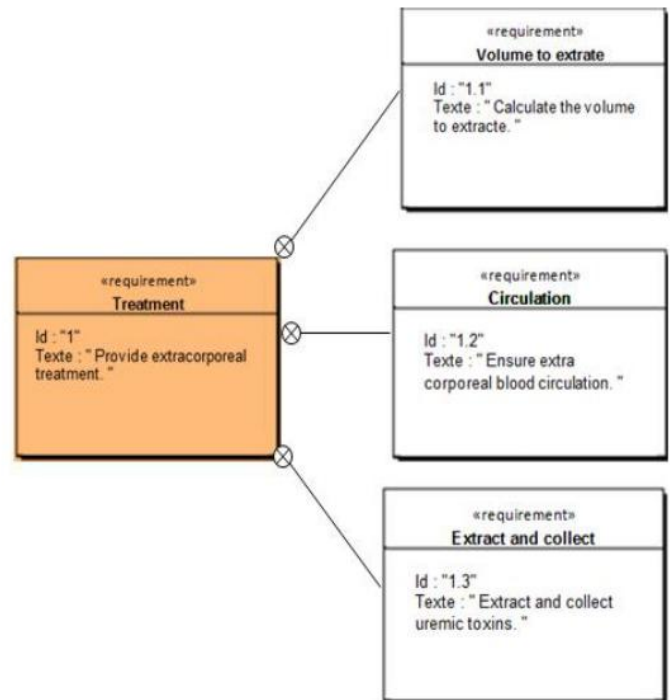 «requirement»
Volume to extrate
Id : "1.1"
Texte : " Calculate the volume
to extracte. "
«requirement»
Treatment
Id : "1"
Texte : " Provide extracorporeal
treatment. "
«requirement»
Circulation
Id : "1.2"
Texte : " Ensure extra
corporeal blood circulation. "
«requirement»
Extract and collect
Id : "1.3"
Texte : " Extract and collect
uremic toxins. "